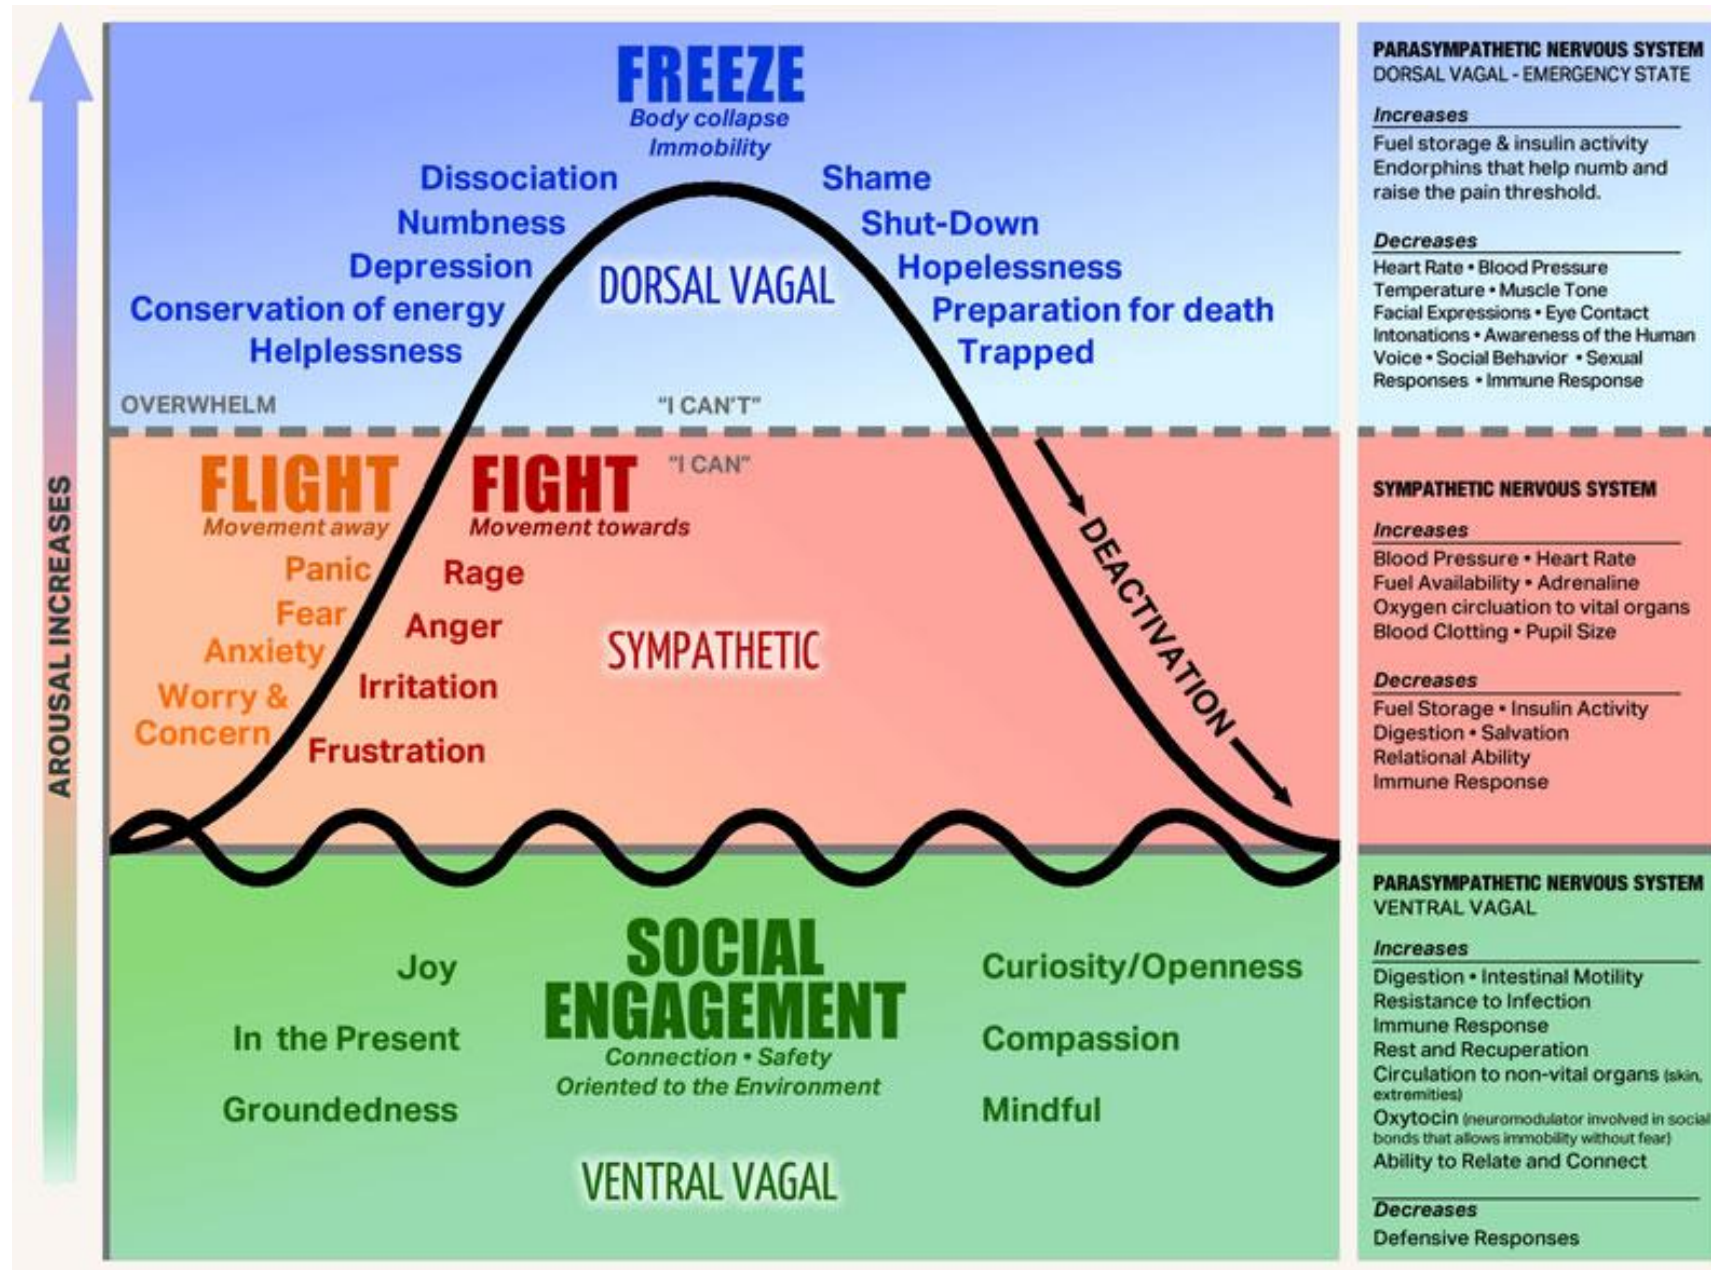 AROUSAL INCREASES
FREEZE
Body collapse
Immobility
Dissociation
Numbness
Depression
Conservation of energy
Helplessness
Shame
Shut-Down
Hopelessness
Preparation for death
Trapped
DORSAL VAGAL
OVERWHELM
"I CAN'T"
FLIGHT
Movement away
Panic
Fear
Anxiety
Worry &
Concern
FIGHT
Movement towards
Rage
Anger
Irritation
Frustration
"I CAN"
SYMPATHETIC
DEACTIVATION
SOCIAL
ENGAGEMENT
Connection • Safety
Oriented to the Environment
Joy
In the Present
Groundedness
Curiosity/Openness
Compassion
Mindful
VENTRAL VAGAL
PARASYMPATHETIC NERVOUS SYSTEM
DORSAL VAGAL - EMERGENCY STATE
Increases
Fuel storage & insulin activity
Endorphins that help numb and
raise the pain threshold.
Decreases
Heart Rate • Blood Pressure
Temperature • Muscle Tone
Facial Expressions • Eye Contact
Intonations • Awareness of the Human
Voice • Social Behavior • Sexual
Responses • Immune Response
SYMPATHETIC NERVOUS SYSTEM
Increases
Blood Pressure • Heart Rate
Fuel Availability • Adrenaline
Oxygen circluation to vital organs
Blood Clotting • Pupil Size
Decreases
Fuel Storage • Insulin Activity
Digestion • Salvation
Relational Ability
Immune Response
PARASYMPATHETIC NERVOUS SYSTEM
VENTRAL VAGAL
Increases
Digestion • Intestinal Motility
Resistance to Infection
Immune Response
Rest and Recuperation
Circulation to non-vital organs (skin,
extremities)
Oxytocin (neuromodulator involved in social
bonds that allows immobility without fear)
Ability to Relate and Connect
Decreases
Defensive Responses